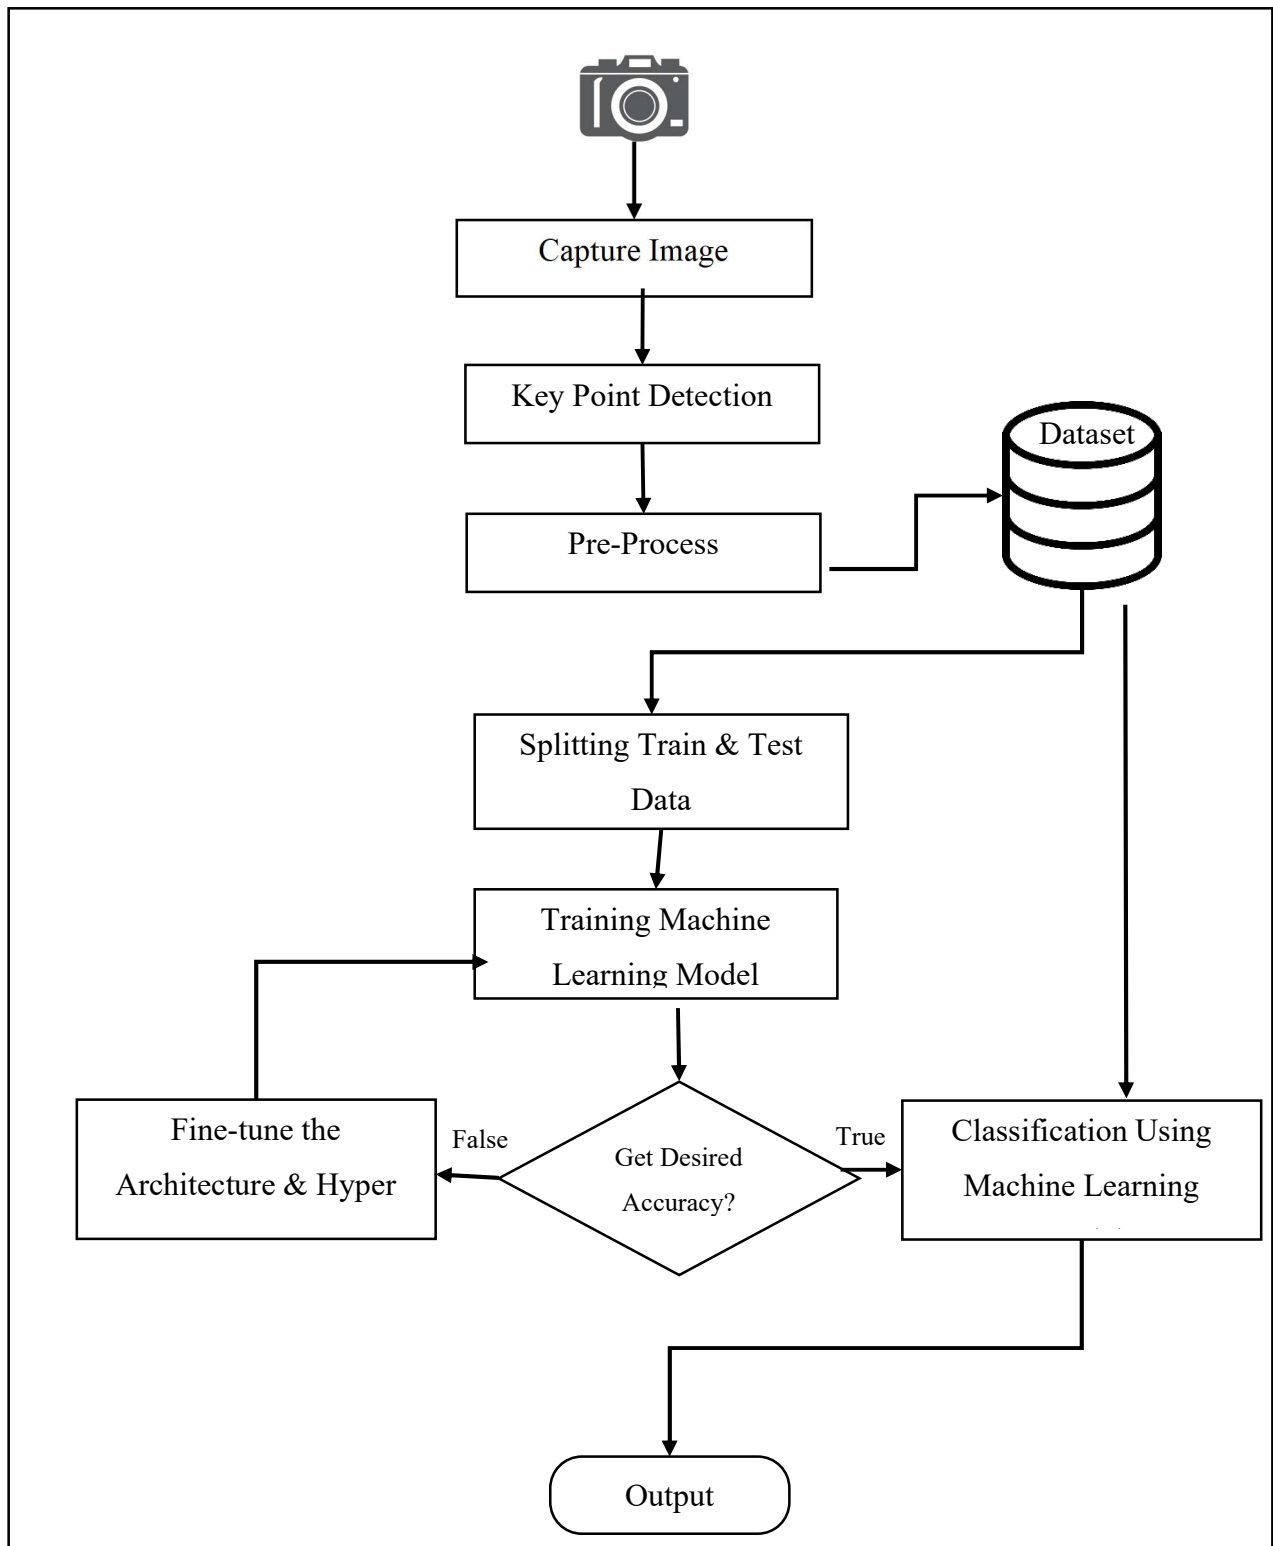 Capture Image
Key Point Detection
Dataset
Pre-Process
Splitting Train & Test
Data
Training Machine
Learning Model
Fine-tune the
Architecture & Hyper
False
Get Desired
Accuracy?
True
Classification Using
Machine Learning
Output